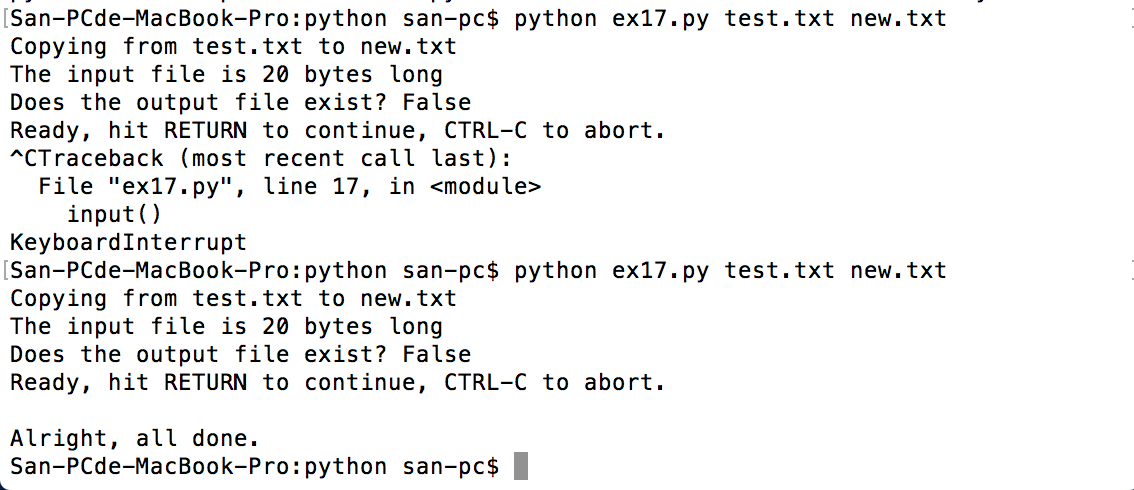 San-PCde-MacBook-Pro:python san-pc$ python ex17.py test.txt new.txt
Copying from test.txt to new.txt
The input file is 20 bytes long
Does the output file exist? False
Ready, hit RETURN to continue, CTRL-C to abort.
^CTraceback (most recent call last):
  File "ex17.py", line 17, in <module>
    input()
KeyboardInterrupt
San-PCde-MacBook-Pro:python san-pc$ python ex17.py test.txt new.txt
Copying from test.txt to new.txt
The input file is 20 bytes long
Does the output file exist? False
Ready, hit RETURN to continue, CTRL-C to abort.

Alright, all done.
San-PCde-MacBook-Pro:python san-pc$